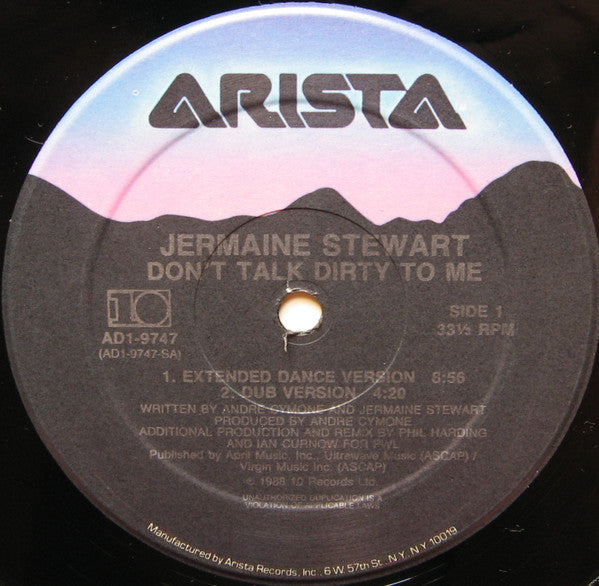 ARISTA
JERMAINE STEWART
DON'T TALK DIRTY TO ME
10
AD1-9747
(AD1-9747-SA)
SIDE 1
33⅓ RPM
1. EXTENDED DANCE VERSION 6:56
2. DUB VERSION 4:20
WRITTEN BY ANDRE CYMONE AND JERMAINE STEWART
PRODUCED BY ANDRE CYMONE
ADDITIONAL PRODUCTION AND REMIX BY PHIL HARDING
AND IAN CURNOW FOR PWL
Published by April Music, Inc., Ultrawave Music (ASCAP) /
Virgin Music Inc. (ASCAP)
℗ 1988 10 Records Ltd.
UNAUTHORIZED DUPLICATION IS A
VIOLATION OF APPLICABLE LAWS
Manufactured by Arista Records, Inc., 6 W. 57th St., N.Y., N.Y. 10019